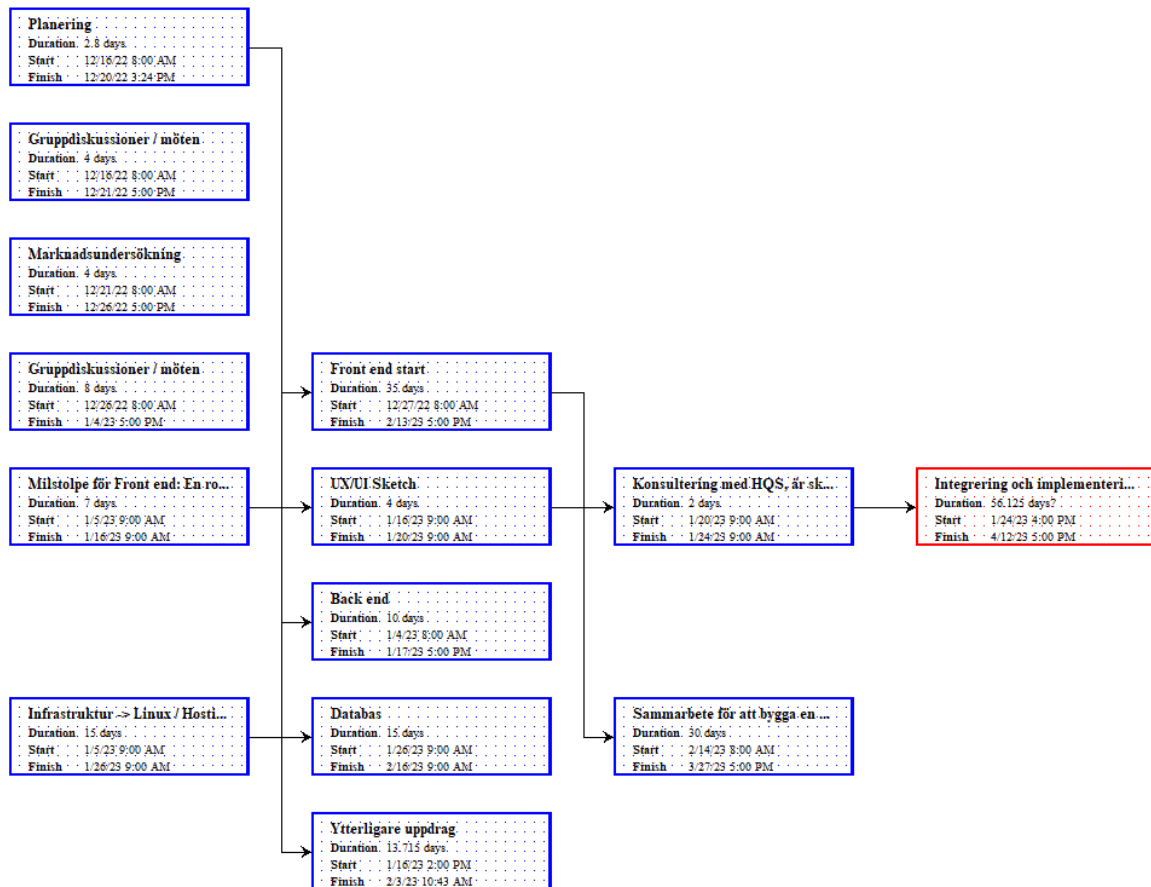 Planering
Duration 2.8 days
Start 12/16/22 8:00 AM
Finish 12/20/22 3:24 PM
Gruppdiskussioner / möten
Duration 4 days
Start 12/16/22 8:00 AM
Finish 12/21/22 5:00 PM
Marknadsundersökning
Duration 4 days
Start 12/21/22 8:00 AM
Finish 12/26/22 5:00 PM
Gruppdiskussioner / möten
Duration 8 days
Start 12/26/22 8:00 AM
Finish 1/4/23 5:00 PM
Front end start
Duration 35 days
Start 12/27/22 8:00 AM
Finish 2/13/23 5:00 PM
Milstolpe för Front end: En ro...
Duration 7 days
Start 1/5/23 9:00 AM
Finish 1/16/23 9:00 AM
UX/UI Sketch
Duration 4 days
Start 1/16/23 9:00 AM
Finish 1/20/23 9:00 AM
Konsultering med HQS, är sk...
Duration 2 days
Start 1/20/23 9:00 AM
Finish 1/24/23 9:00 AM
Integrering och implementeri...
Duration 56.125 days?
Start 1/24/23 4:00 PM
Finish 4/12/23 5:00 PM
Back end
Duration 10 days
Start 1/4/23 8:00 AM
Finish 1/17/23 5:00 PM
Infrastruktur -> Linux / Hosti...
Duration 15 days
Start 1/5/23 9:00 AM
Finish 1/26/23 9:00 AM
Databas
Duration 15 days
Start 1/26/23 9:00 AM
Finish 2/16/23 9:00 AM
Sammarbete för att bygga en ...
Duration 30 days
Start 2/14/23 8:00 AM
Finish 3/27/23 5:00 PM
Ytterligare uppdrag
Duration 13.715 days
Start 1/16/23 2:00 PM
Finish 2/3/23 10:43 AM